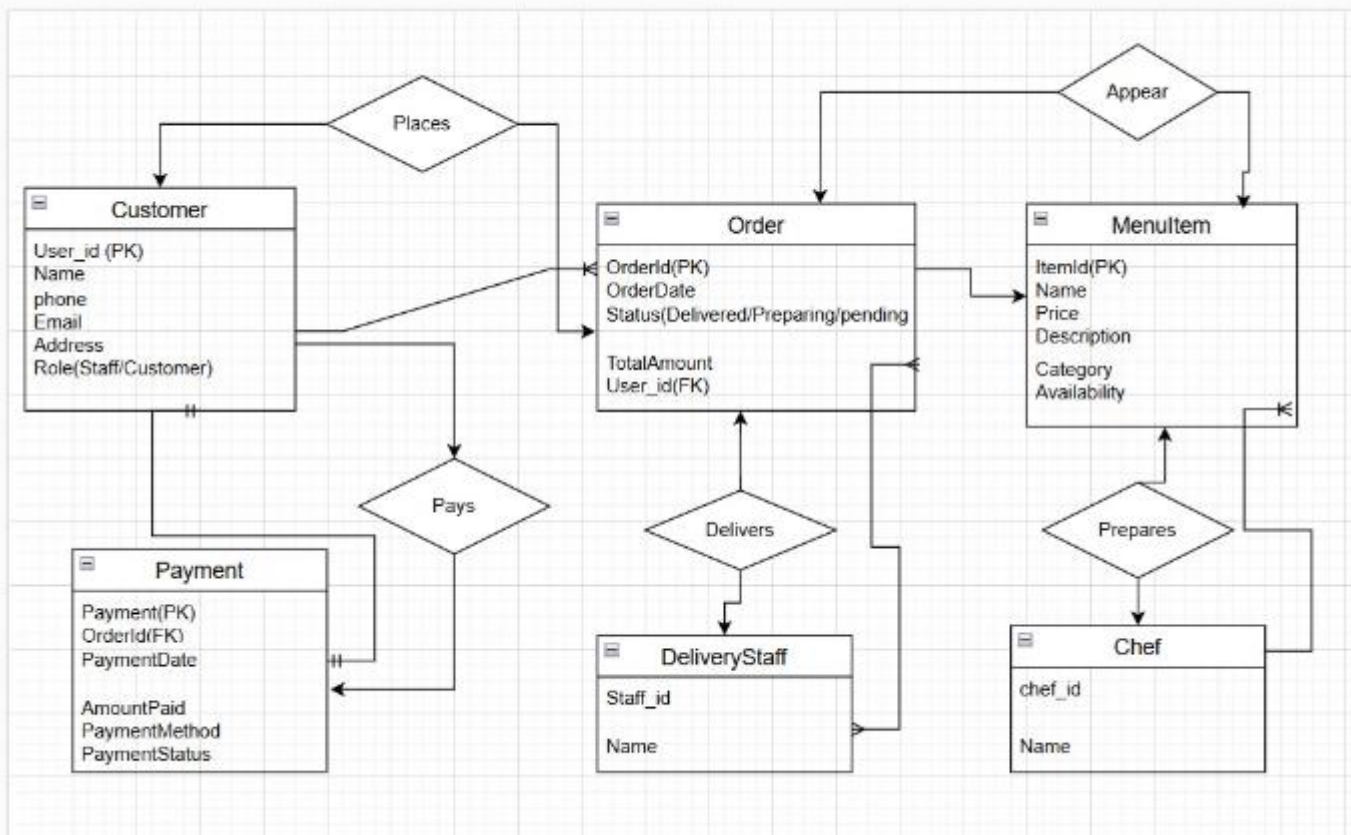 Places
Appear
Customer
User_id (PK)
Name
phone
Email
Address
Role(Staff/Customer)
Order
OrderId(PK)
OrderDate
Status(Delivered/Preparing/pending
TotalAmount
User_id(FK)
MenuItem
ItemId(PK)
Name
Price
Description
Category
Availability
Pays
Delivers
Prepares
Payment
Payment(PK)
OrderId(FK)
PaymentDate
AmountPaid
PaymentMethod
PaymentStatus
DeliveryStaff
Staff_id
Name
Chef
chef_id
Name